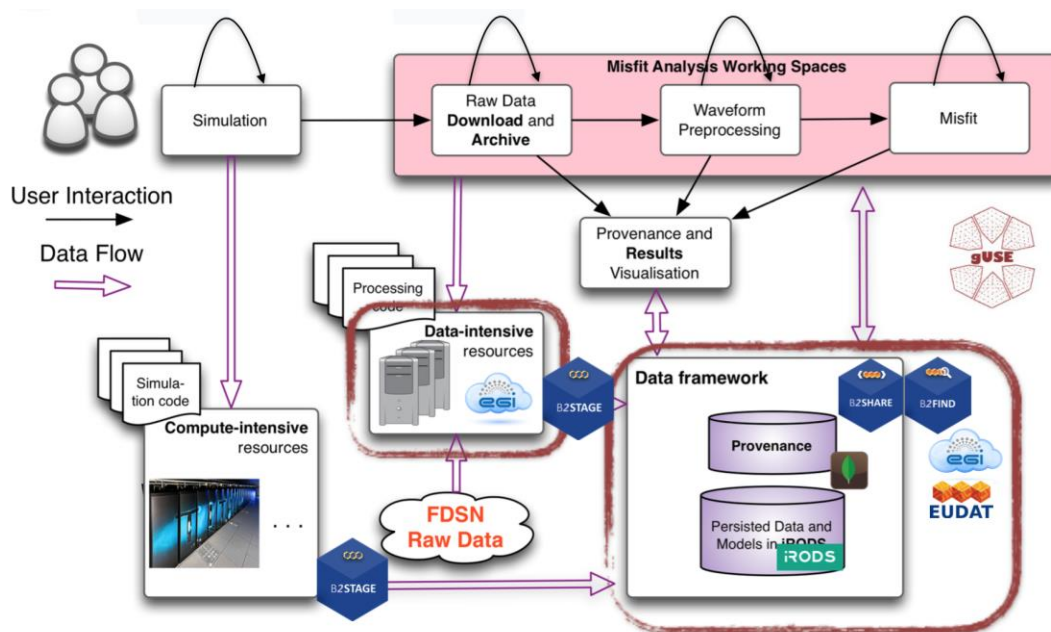 Misfit Analysis Working Spaces
Simulation
Raw Data
Download and
Archive
Waveform
Preprocessing
Misfit
User Interaction
Data Flow
Provenance and
Results
Visualisation
gUSE
Processing
code
Data-intensive
resources
EGI
B2STAGE
Simula-
tion code
Compute-intensive
resources
. . .
FDSN
Raw Data
B2STAGE
Data framework
B2SHARE
B2FIND
Provenance
EGI
EUDAT
Persisted Data and
Models in iRODS
iRODS